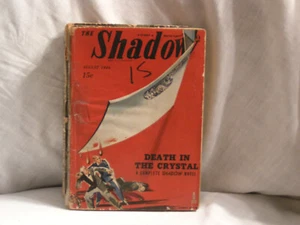 THE
Shadow
15
15¢
DEATH IN
THE CRYSTAL
A COMPLETE SHADOW NOVEL